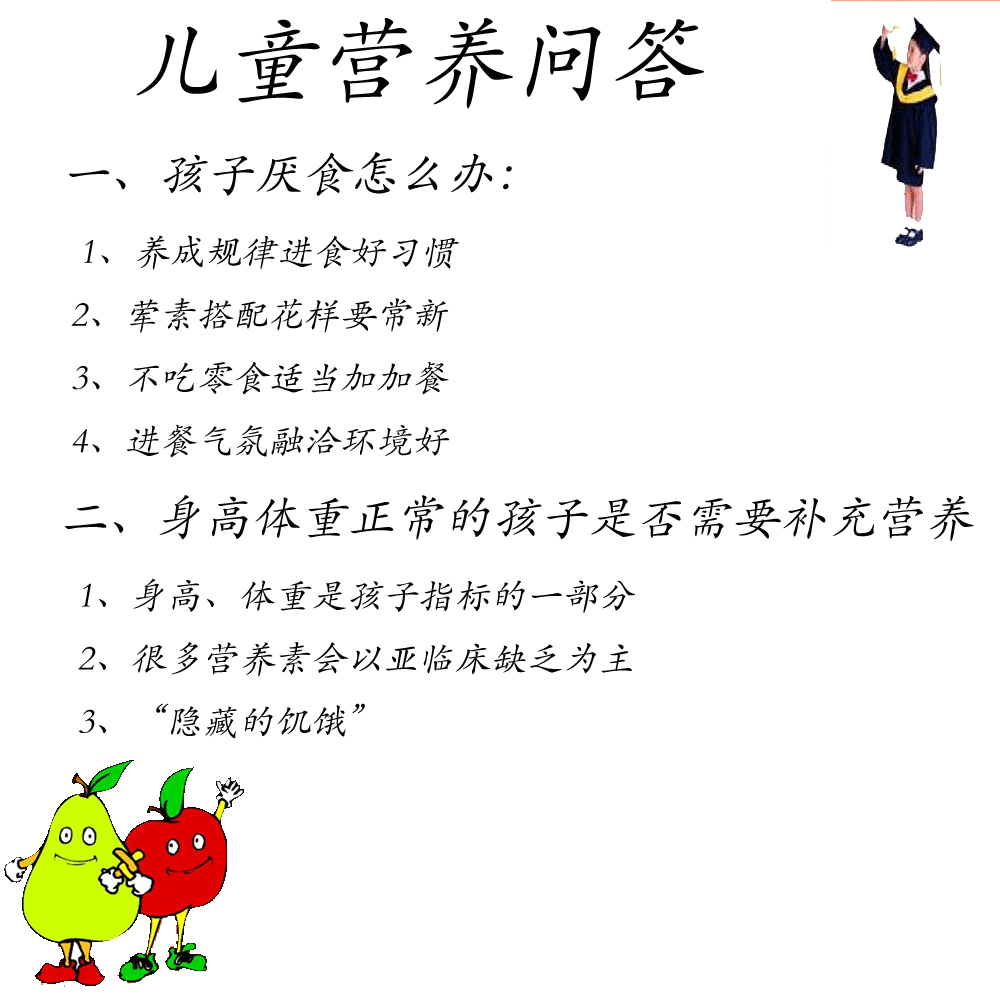 儿童营养问答
一、孩子厌食怎么办：
1、养成规律进食好习惯
2、荤素搭配花样要常新
3、不吃零食适当加加餐
4、进餐气氛融洽环境好
二、身高体重正常的孩子是否需要补充营养
1、身高、体重是孩子指标的一部分
2、很多营养素会以亚临床缺乏为主
3、“隐藏的饥饿”